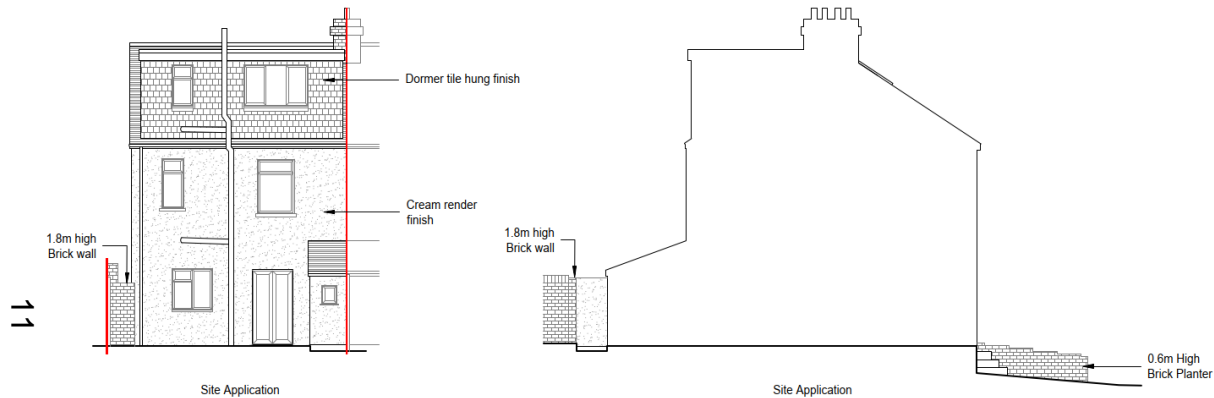 Dormer tile hung finish
Cream render
finish
1.8m high
Brick wall
11
Site Application
1.8m high
Brick wall
0.6m High
Brick Planter
Site Application